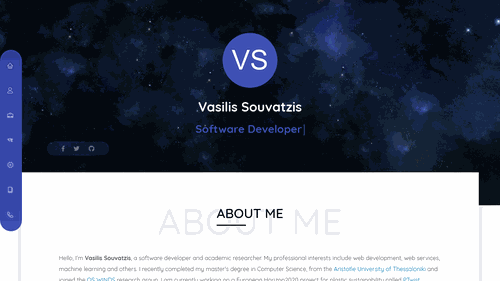 VS
Vasilis Souvatzis
Software Developer|
ABOUT ME
ABOUT ME
Hello, I'm Vasilis Souvatzis, a software developer and academic researcher. My professional interests include web development, web services,
machine learning and others. I recently completed my master's degree in Computer Science, from the Aristotle University of Thessaloniki and
joined the OSWINDS research group. I am currently working on a European Horizon2020 project for plastic sustainability called